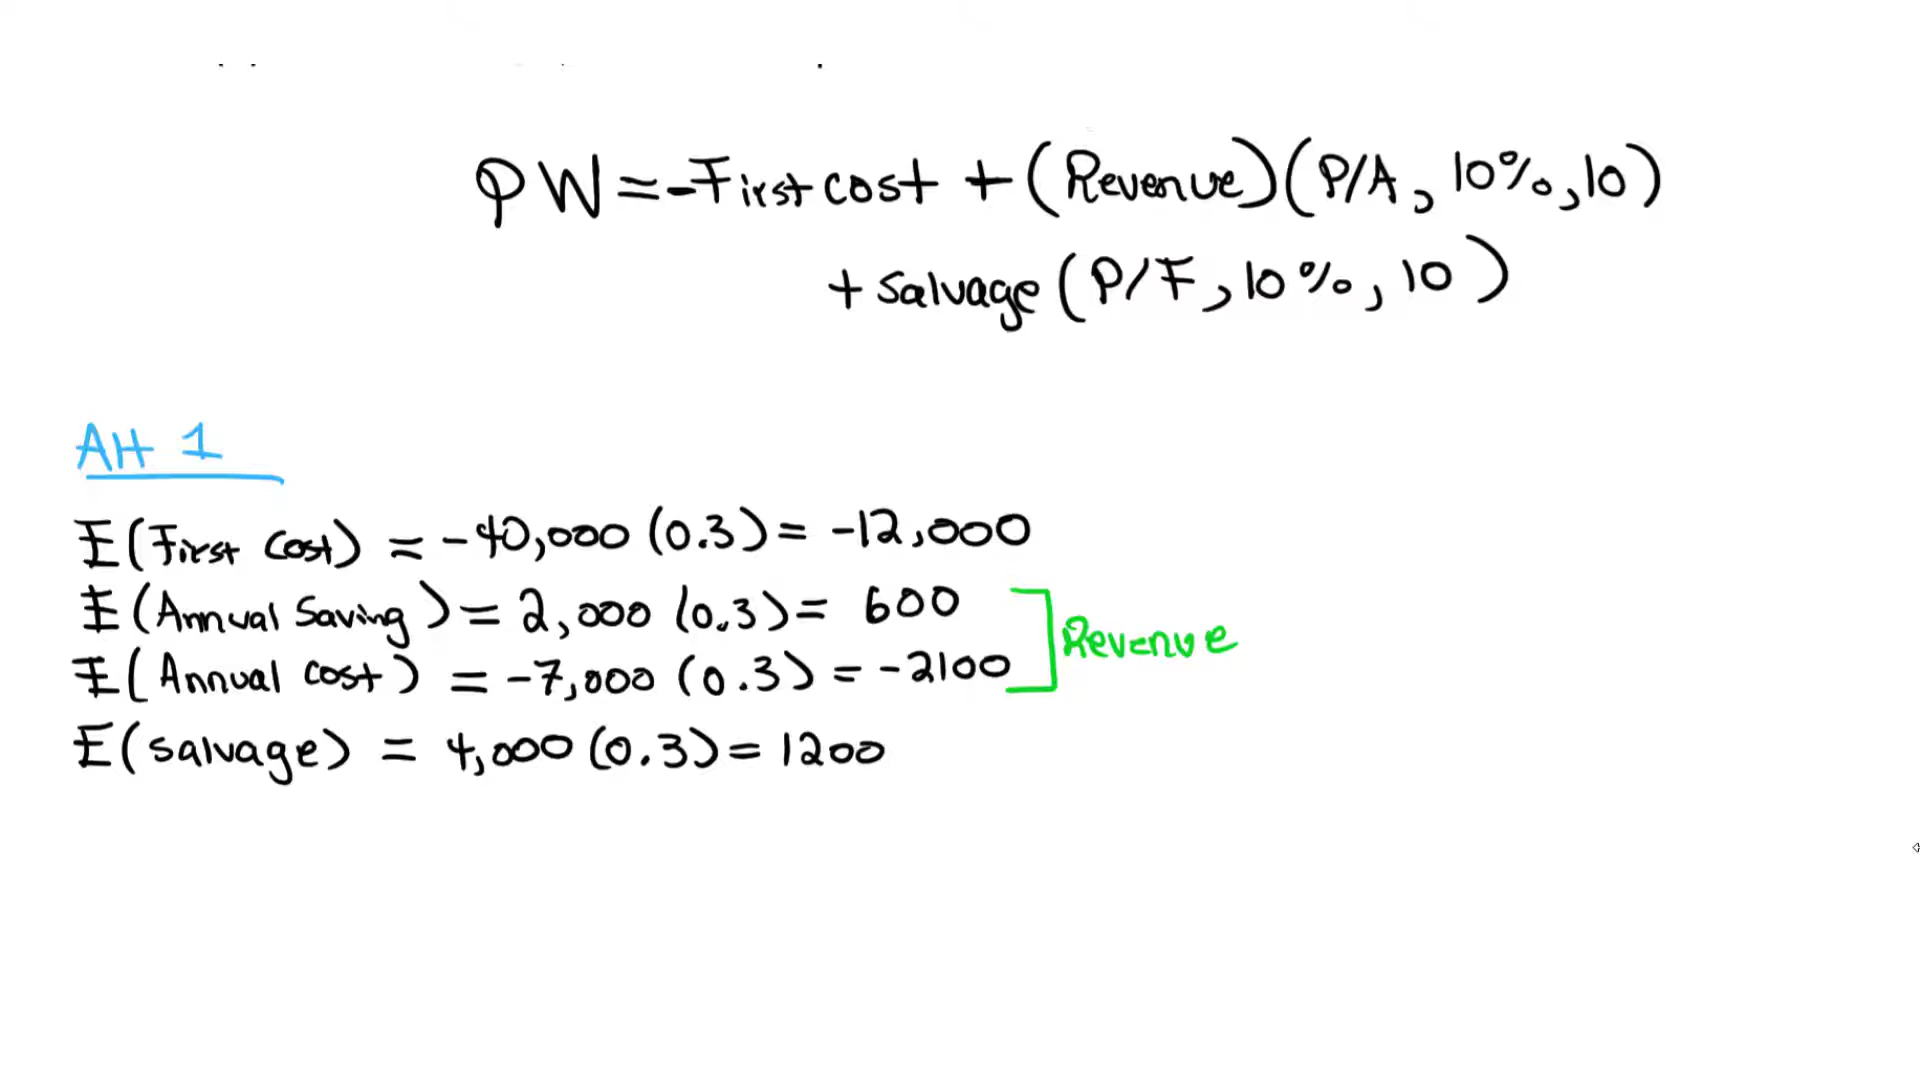 PW = -First cost + (Revenue)(P/A, 10%, 10)
+ Salvage (P/F, 10%, 10)
Alt 1
E(First Cost) = -40,000 (0.3) = -12,000
E(Annual Saving) = 2,000 (0.3) = 600
E(Annual cost) = -7,000 (0.3) = -2100
Revenue
E(salvage) = 4,000 (0.3) = 1200